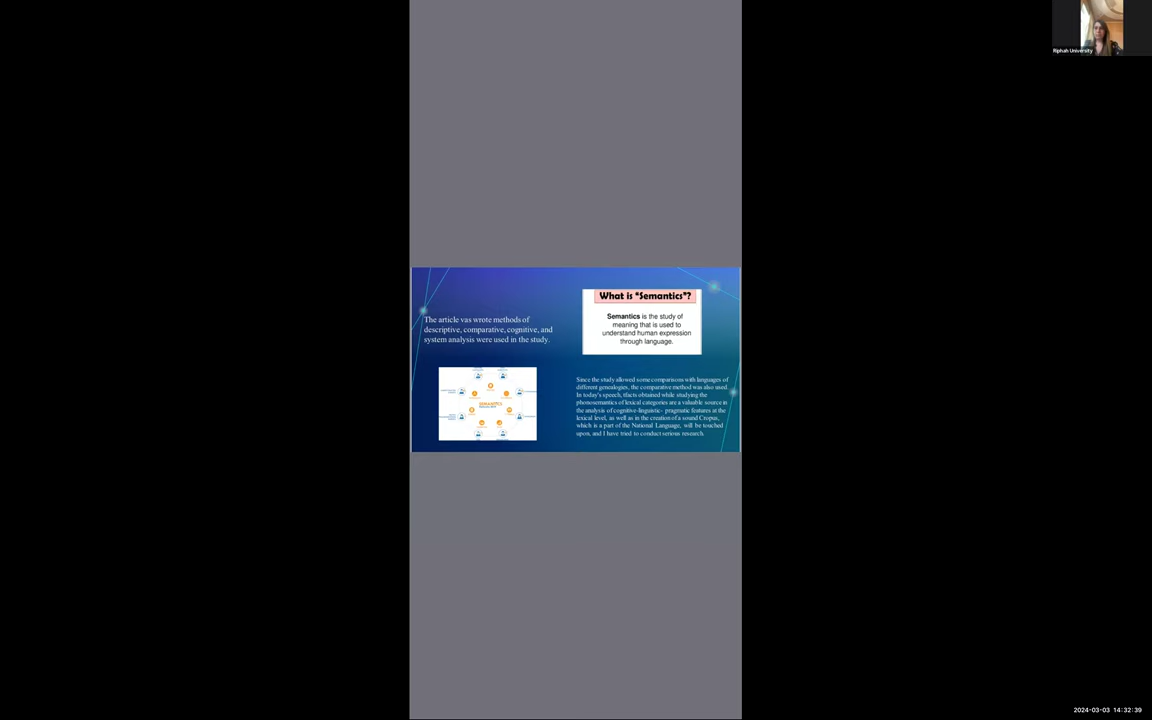 Riphah University
The article vas wrote methods of
descriptive, comparative, cognitive, and
system analysis were used in the study.
What is "Semantics"?
Semantics is the study of
meaning that is used to
understand human expression
through language.
SEMANTICS
Since the study allowed some comparisons with languages of
different genealogies, the comparative method was also used.
In today's speech, tfacts obtained while studying the
phonosemantics of lexical categories are a valuable source in
the analysis of cognitive-linguistic- pragmatic features at the
lexical level, as well as in the creation of a sound Cropus,
which is a part of the National Language, will be touched
upon, and I have tried to conduct serious research.
2024-03-03 14:32:39